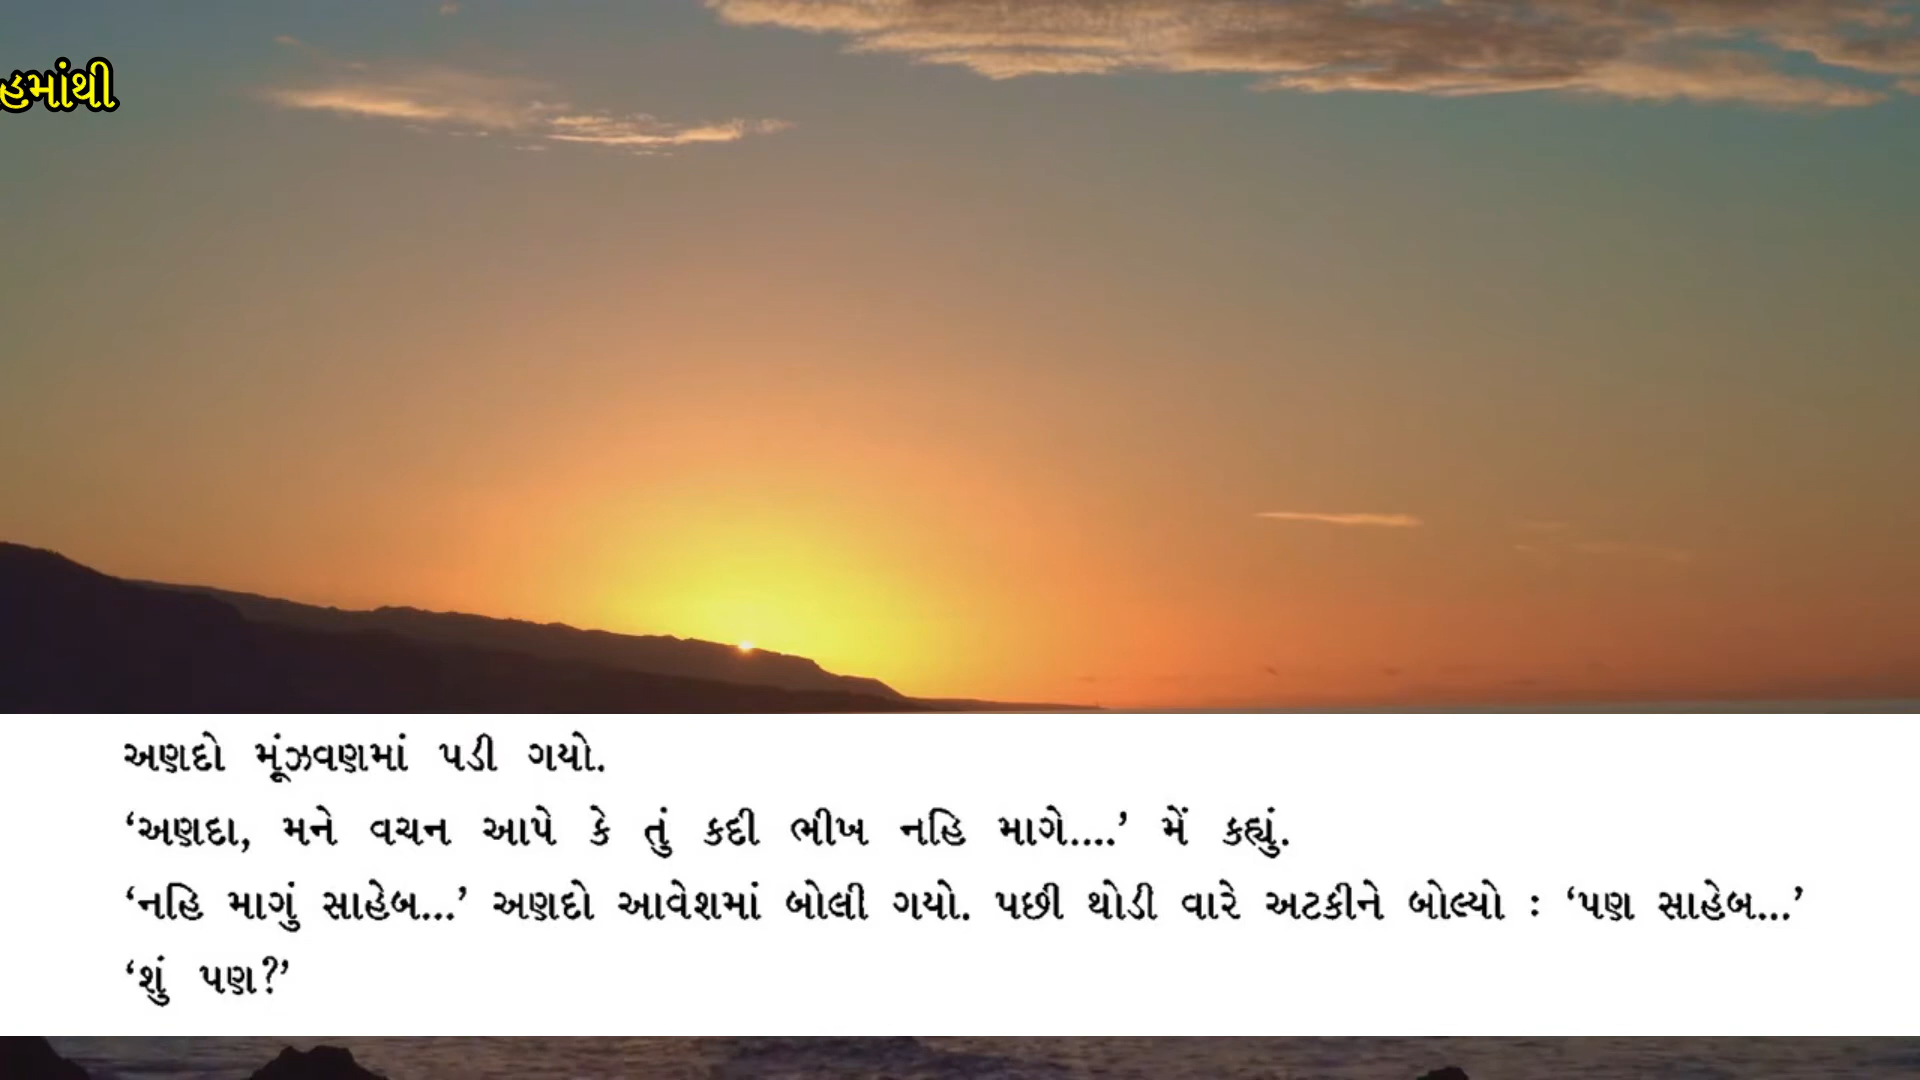 હમાંથી
અણદો મૂંઝવણમાં પડી ગયો.
‘અણદા, મને વચન આપે કે તું કદી ભીખ નહિ માગે....’ મેં કહ્યું.
‘નહિ માગું સાહેબ...’ અણદો આવેશમાં બોલી ગયો. પછી થોડી વારે અટકીને બોલ્યો : ‘પણ સાહેબ...’
‘શું પણ?’